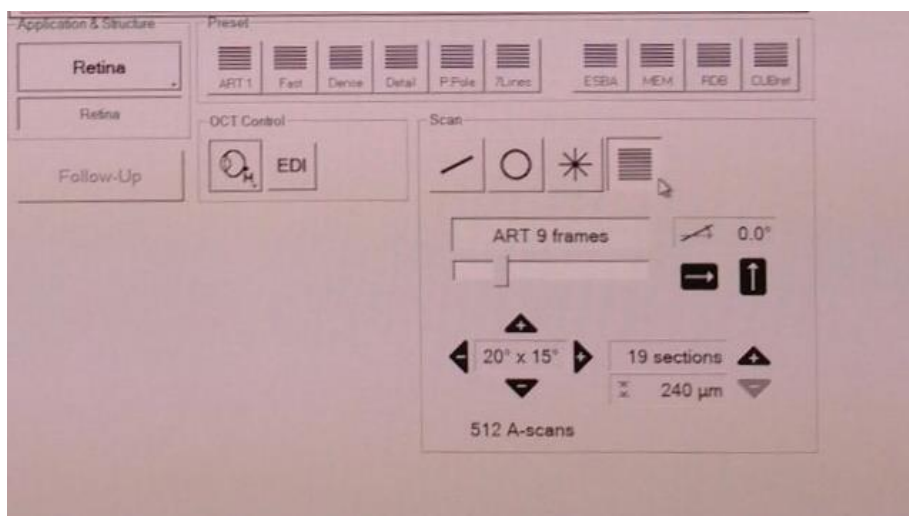 Application & Structure
Preset
Retina
ART 1 Fast Dense Detail P.Pole 7Lines ESBA MEM RDB CUBret
Retina
OCT Control
Scan
Follow-Up
EDI
ART 9 frames
0.0°
20° x 15°
19 sections
240 µm
512 A-scans